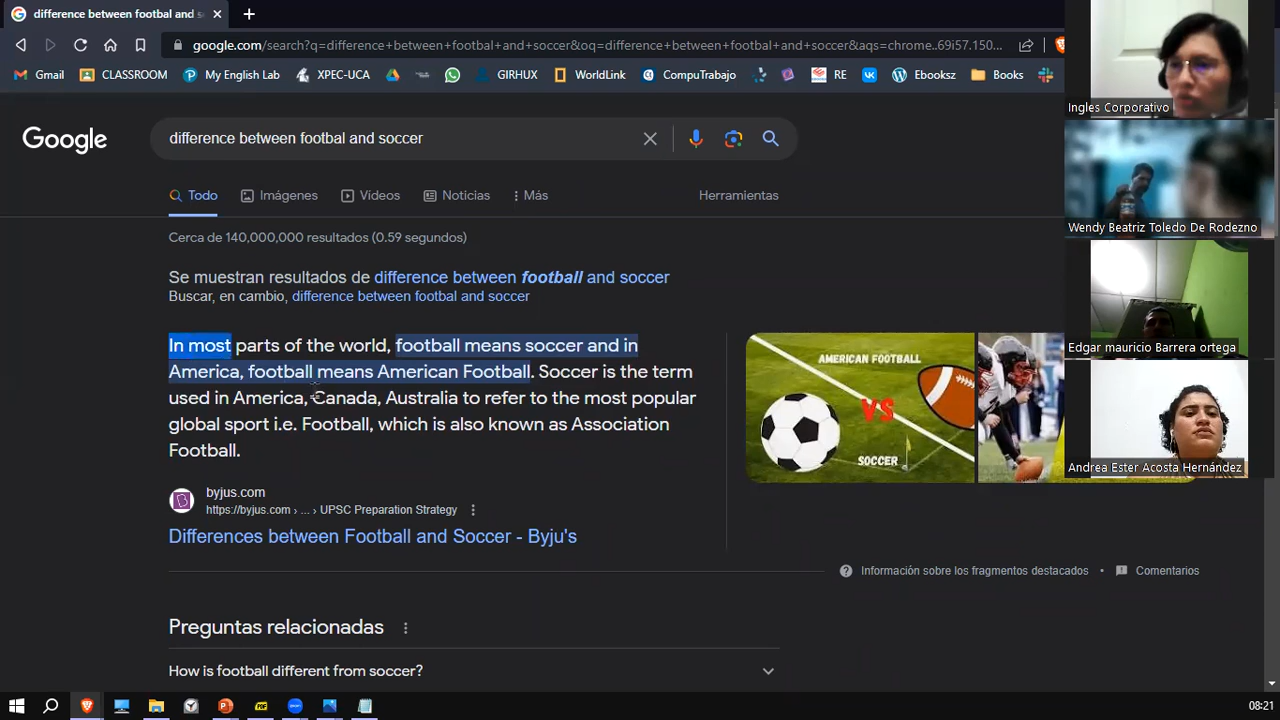 difference between footbal and s
google.com/search?q=difference+between+footbal+and+soccer&oq=difference+between+footbal+and+soccer&aqs=chrome..69i57.150...
Gmail CLASSROOM My English Lab XPEC-UCA GIRHUX WorldLink CompuTrabajo RE VK Ebooksz Books
Google
difference between footbal and soccer
Todo Imágenes Vídeos Noticias Más Herramientas
Cerca de 140,000,000 resultados (0.59 segundos)
Se muestran resultados de difference between football and soccer
Buscar, en cambio, difference between footbal and soccer
In most parts of the world, football means soccer and in
America, football means American Football. Soccer is the term
used in America, Canada, Australia to refer to the most popular
global sport i.e. Football, which is also known as Association
Football.
AMERICAN FOOTBALL
VS
SOCCER
byjus.com
https://byjus.com › ... › UPSC Preparation Strategy
Differences between Football and Soccer - Byju's
Información sobre los fragmentos destacados • Comentarios
Preguntas relacionadas
How is football different from soccer?
Ingles Corporativo
Wendy Beatriz Toledo De Rodezno
Edgar mauricio Barrera ortega
Andrea Ester Acosta Hernández
08:21